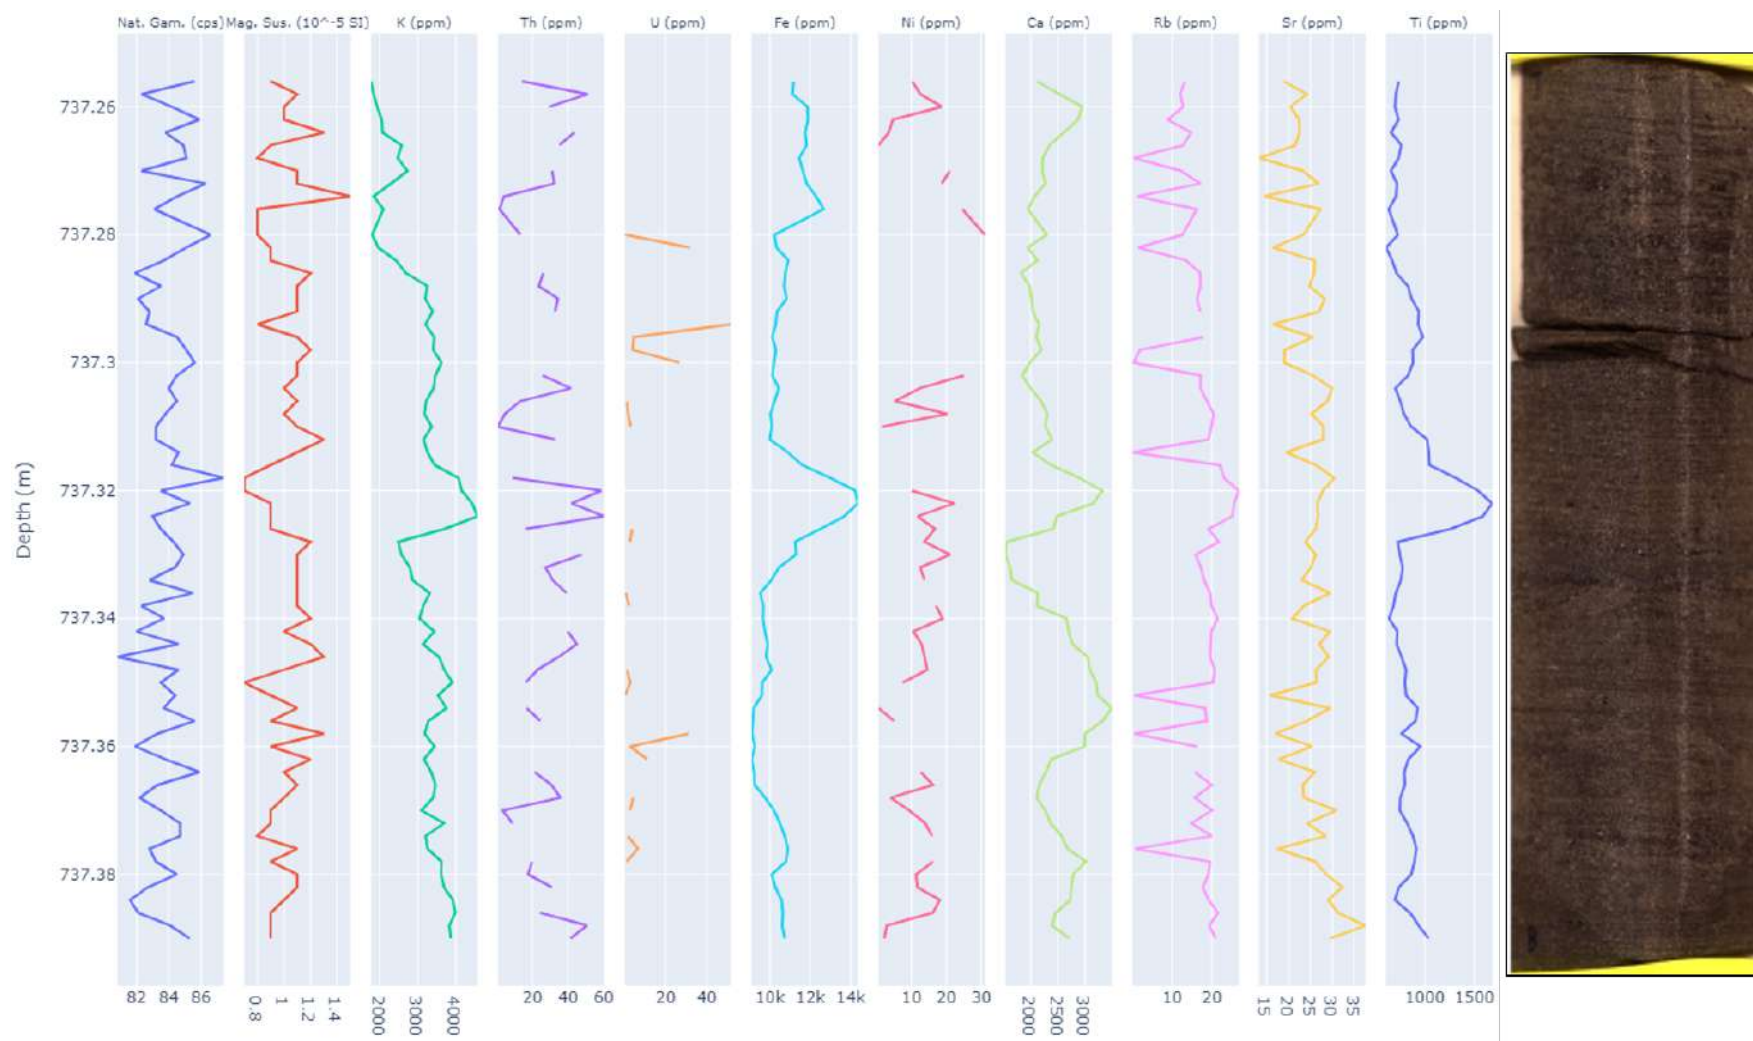 Nat. Gam. (cps) Mag. Sus. (10^-5 SI) K (ppm) Th (ppm) U (ppm) Fe (ppm) Ni (ppm) Ca (ppm) Rb (ppm) Sr (ppm) Ti (ppm)
737.26
737.28
737.3
737.32
737.34
737.36
737.38
Depth (m)
82 84 86 0.8 1 1.2 1.4 2000 3000 4000 20 40 60 20 40 10k 12k 14k 10 20 30 2000 2500 3000 10 20 15 20 25 30 35 1000 1500